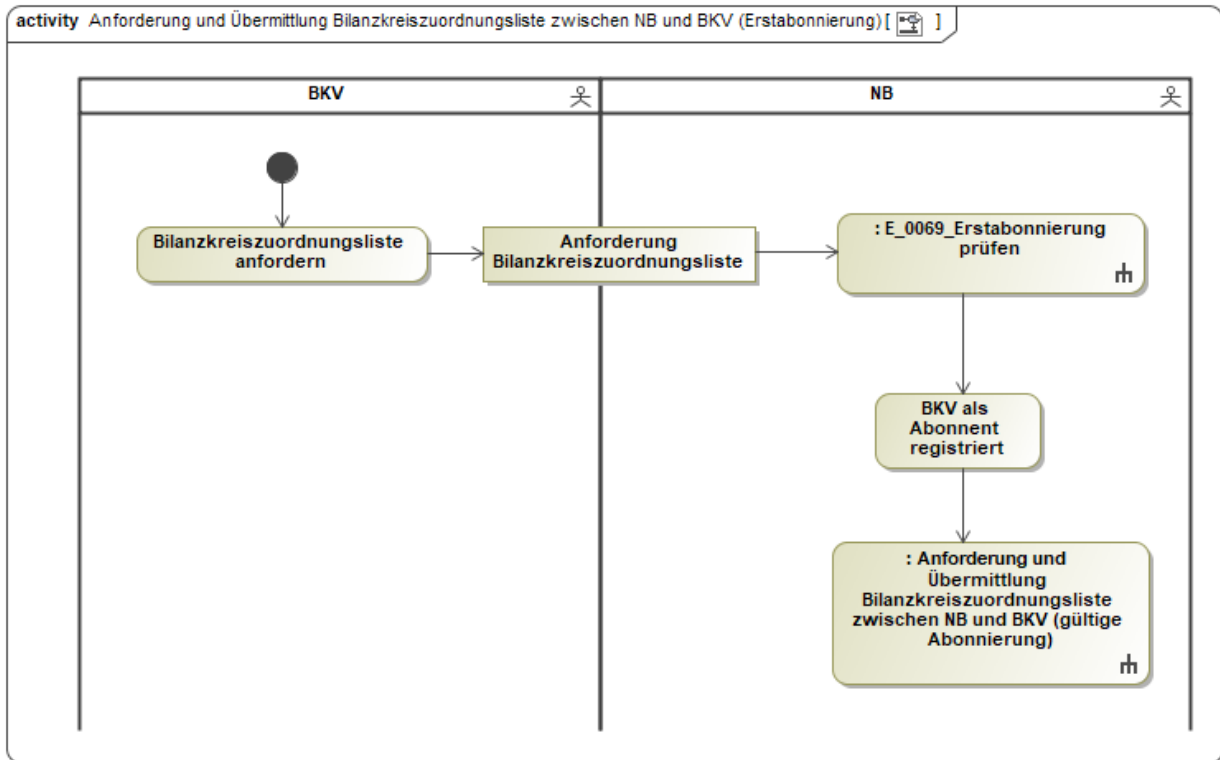 activity Anforderung und Übermittlung Bilanzkreiszuordnungsliste zwischen NB und BKV (Erstabonnierung) [ ]
BKV
NB
Bilanzkreiszuordnungsliste
anfordern
Anforderung
Bilanzkreiszuordnungsliste
: E_0069_Erstabonnierung
prüfen
BKV als
Abonnent
registriert
: Anforderung und
Übermittlung
Bilanzkreiszuordnungsliste
zwischen NB und BKV (gültige
Abonnierung)